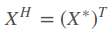 X^H = (X^*)^T